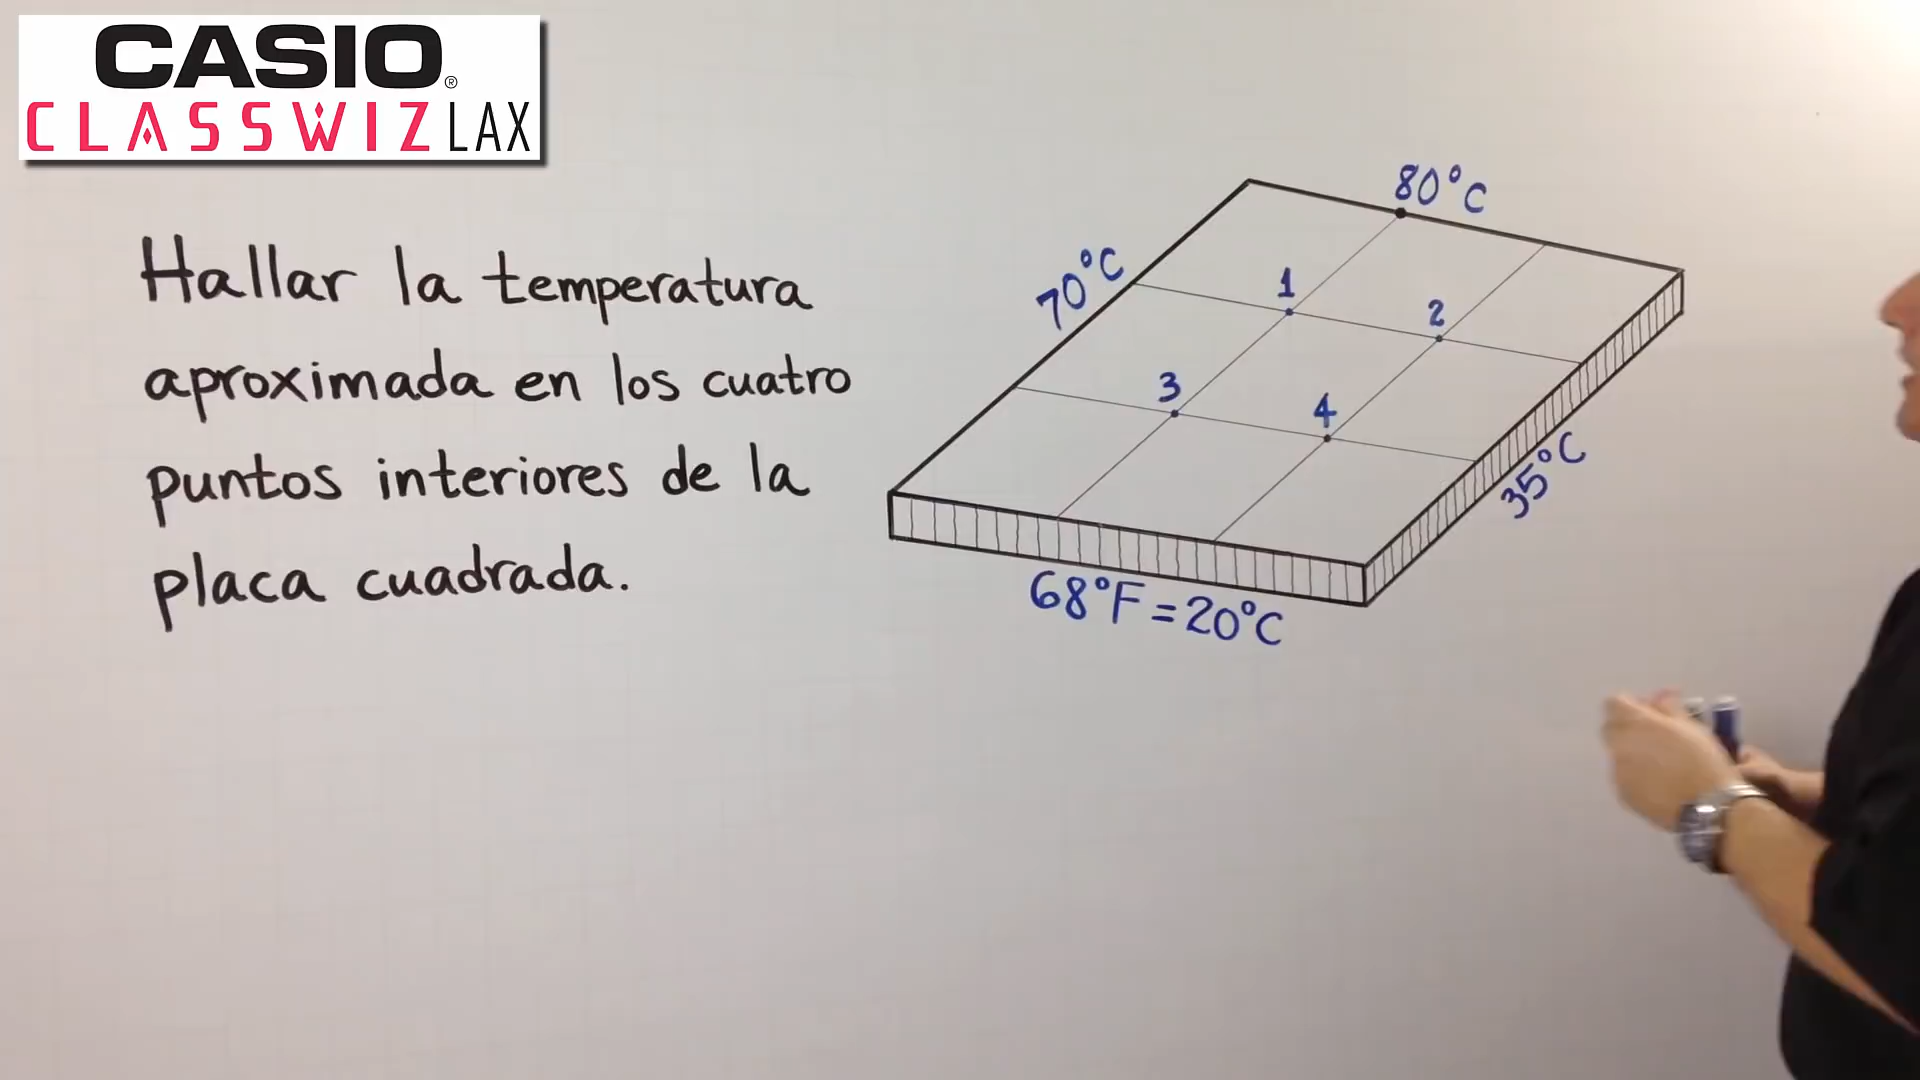 CASIO®
CLASSWIZ LAX
Hallar la temperatura
aproximada en los cuatro
puntos interiores de la
placa cuadrada.
80°C
70°C
1
2
3
4
35°C
68°F = 20°C